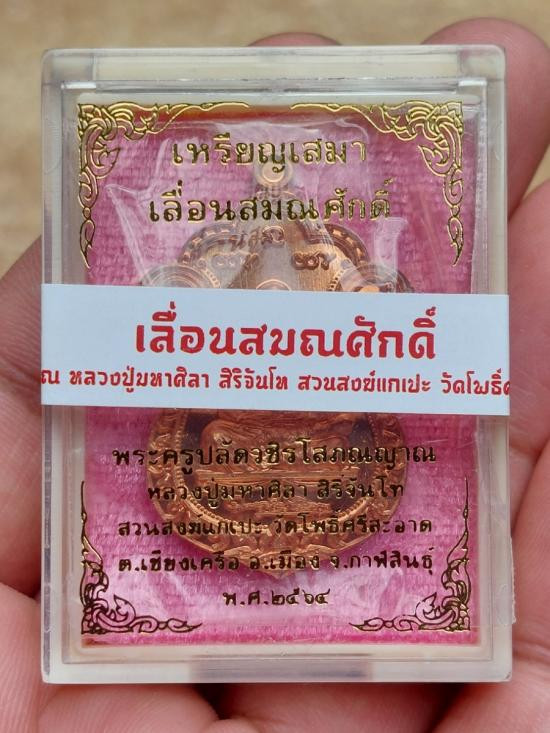 เหรียญเสมา
เลื่อนสมณศักดิ์
เลื่อนสมณศักดิ์
ณ หลวงปู่มหาศิลา สิริจันโท สวนสงฆ์แกเปะ วัดโพธิ์
พระครูปลัดวชิรโสภณญาณ
หลวงปู่มหาศิลา สิริจันโท
สวนสงฆ์แกเปะ วัดโพธิ์ศรีสะอาด
ต.เชียงเครือ อ.เมือง จ.กาฬสินธุ์
พ.ศ.๒๕๖๔